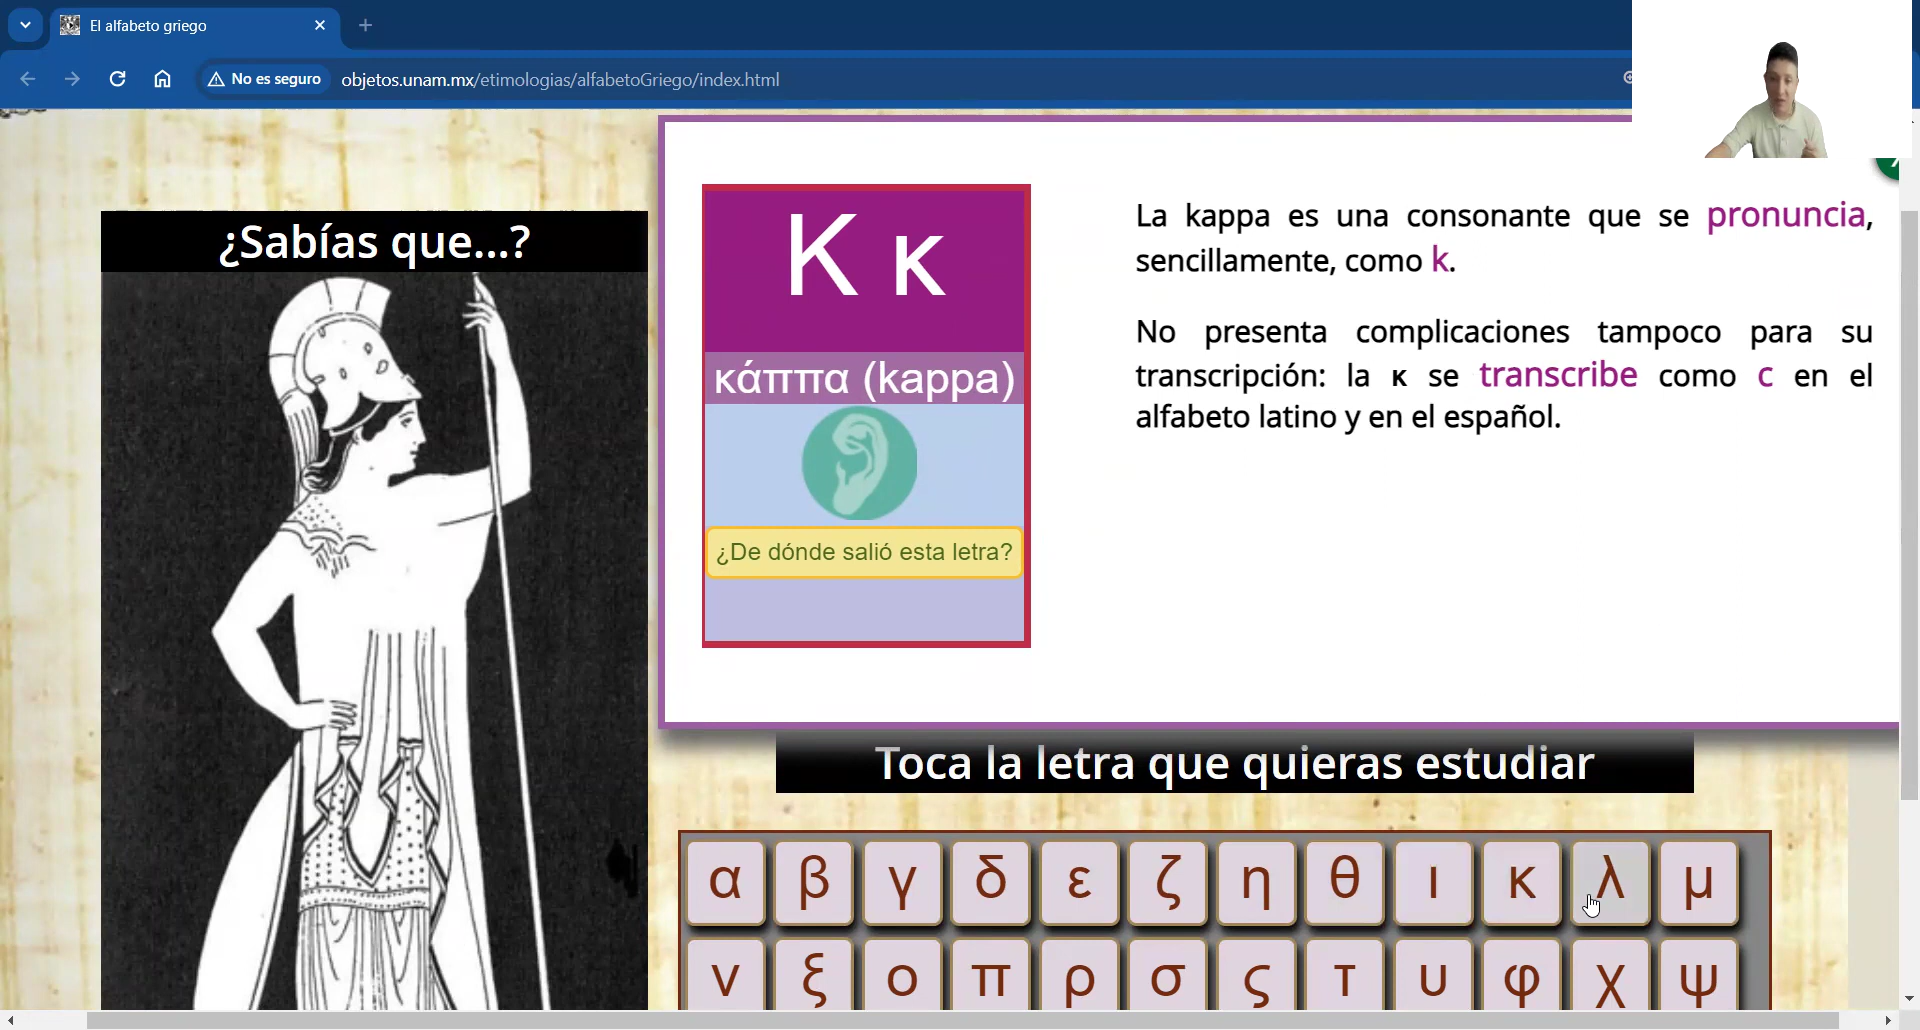 El alfabeto griego
No es seguro
objetos.unam.mx/etimologias/alfabetoGriego/index.html
¿Sabías que...?
Κ κ
κάππα (kappa)
¿De dónde salió esta letra?
La kappa es una consonante que se pronuncia,
sencillamente, como k.
No presenta complicaciones tampoco para su
transcripción: la κ se transcribe como c en el
alfabeto latino y en el español.
Toca la letra que quieras estudiar
α β γ δ ε ζ η θ ι κ λ μ
ν ξ ο π ρ σ ς τ υ φ χ ψ